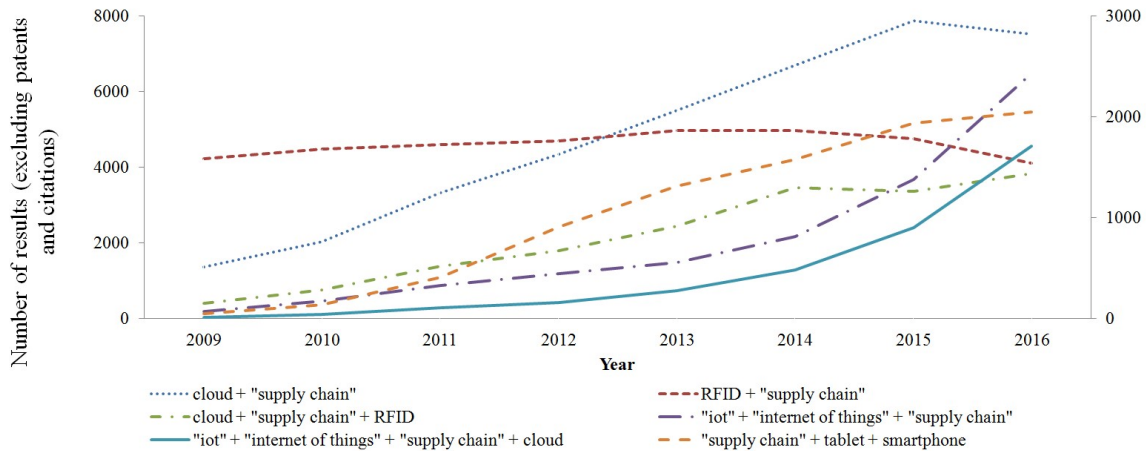 Number of results (excluding patents
and citations)
8000
6000
4000
2000
0
3000
2000
1000
0
2009 2010 2011 2012 2013 2014 2015 2016
Year
cloud + "supply chain"
RFID + "supply chain"
cloud + "supply chain" + RFID
"iot" + "internet of things" + "supply chain"
"iot" + "internet of things" + "supply chain" + cloud
"supply chain" + tablet + smartphone